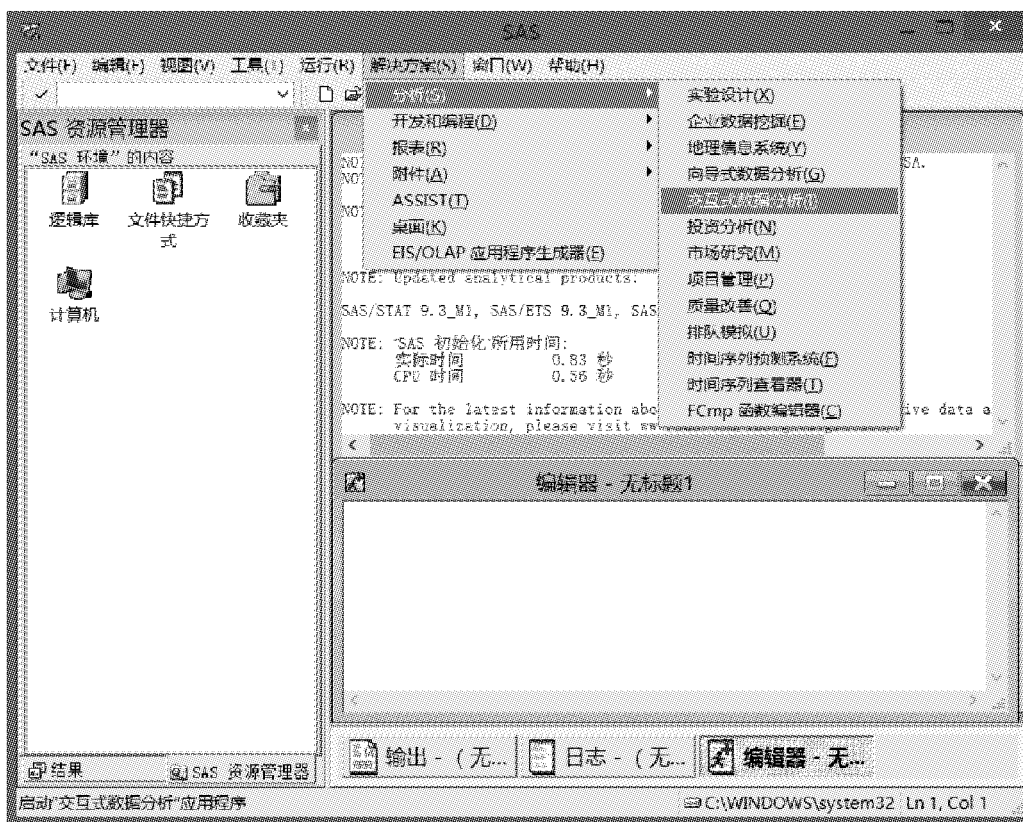 SAS
文件(F) 编辑(E) 视图(V) 工具(T) 运行(R) 解决方案(S) 窗口(W) 帮助(H)
分析(S)
开发和编程(D)
报表(R)
附件(A)
ASSIST(T)
桌面(K)
EIS/OLAP 应用程序生成器(E)
实验设计(X)
企业数据挖掘(E)
地理信息系统(Y)
向导式数据分析(G)
交互式数据分析(I)
投资分析(N)
市场研究(M)
项目管理(P)
质量改善(Q)
排队模拟(U)
时间序列预测系统(F)
时间序列查看器(T)
FCmp 函数编辑器(C)
SAS 资源管理器
“SAS 环境”的内容
逻辑库
文件快捷方式
收藏夹
计算机
SA.
NOTE: Updated analytical products:
SAS/STAT 9.3_M1, SAS/ETS 9.3_M1, SAS
NOTE: “SAS 初始化”所用时间:
实际时间 0.83 秒
CPU 时间 0.56 秒
NOTE: For the latest information abo
ive data a
visualization, please visit
编辑器 - 无标题1
结果
SAS 资源管理器
输出 - (无...
日志 - (无...
编辑器 - 无...
启动“交互式数据分析”应用程序
C:\WINDOWS\system32
Ln 1, Col 1